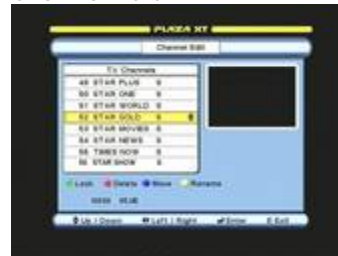 PLAZA XT
Channel Edit
TV Channels
49 STAR PLUS $
50 STAR ONE $
51 STAR WORLD $
52 STAR GOLD $
53 STAR MOVIES $
54 STAR NEWS $
55 TIMES NOW $
56 STAR SHOW $
Lock Delete Move Rename
Up / Down Left / Right Enter Exit